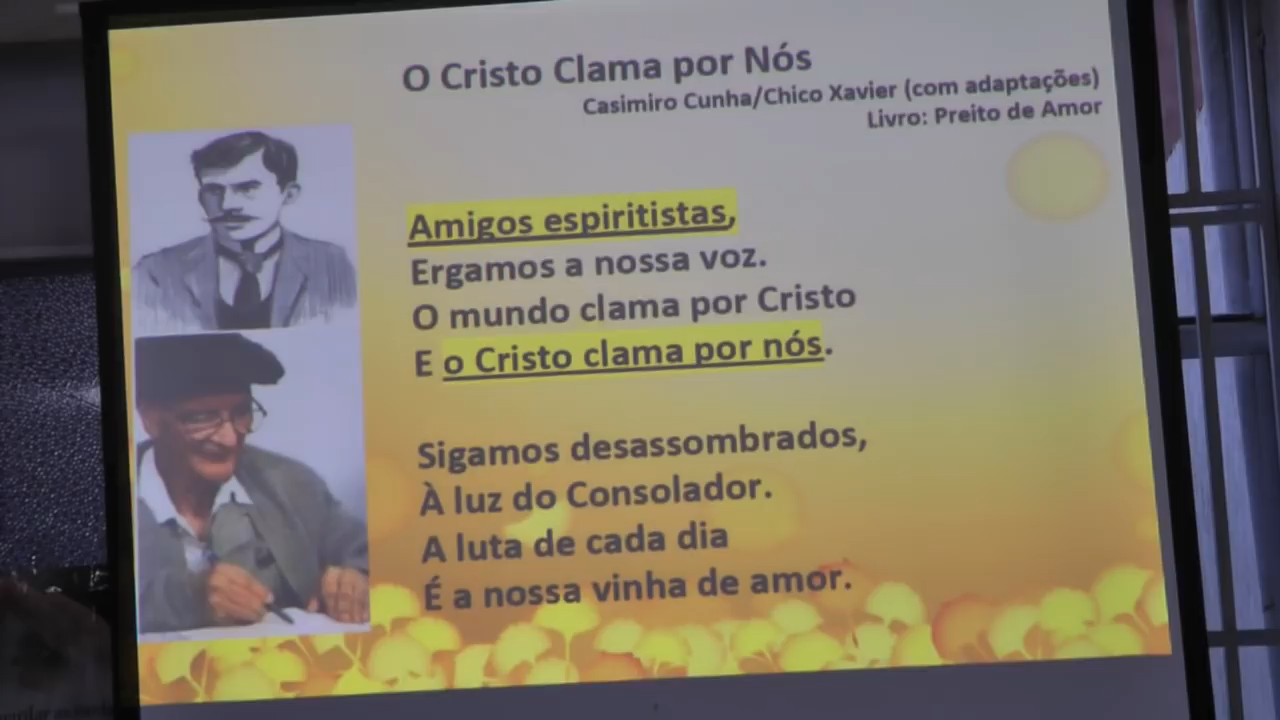 O Cristo Clama por Nós
Casimiro Cunha/Chico Xavier (com adaptações)
Livro: Preito de Amor
Amigos espiritistas,
Ergamos a nossa voz.
O mundo clama por Cristo
E o Cristo clama por nós.
Sigamos desassombrados,
À luz do Consolador.
A luta de cada dia
É a nossa vinha de amor.